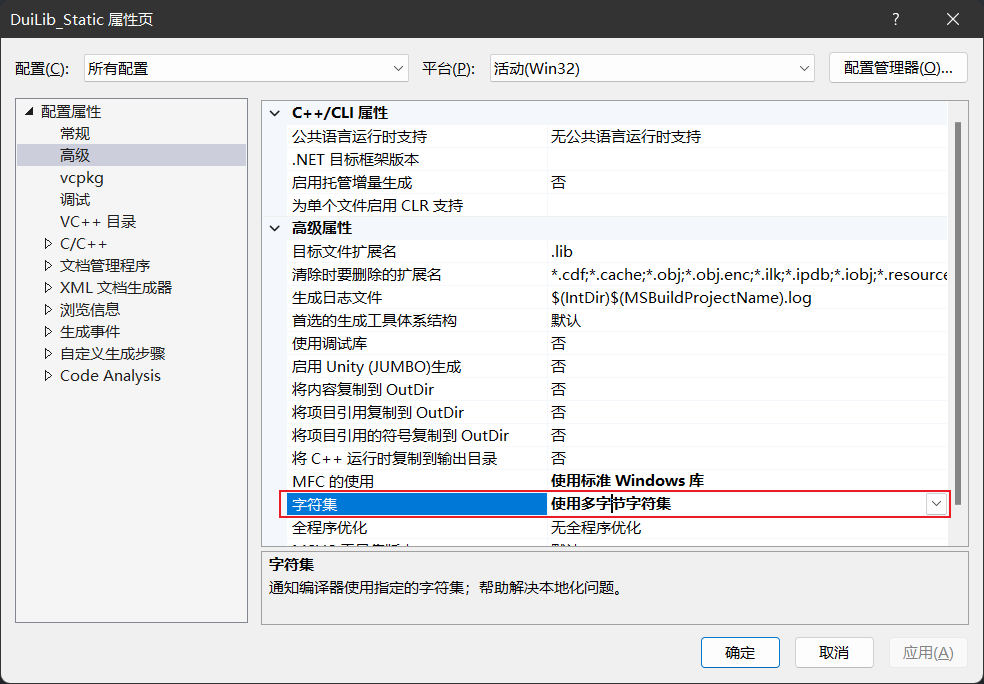 DuiLib_Static 属性页
配置(C): 所有配置 平台(P): 活动(Win32) 配置管理器(O)...
配置属性
常规
高级
vcpkg
调试
VC++ 目录
C/C++
文档管理程序
XML 文档生成器
浏览信息
生成事件
自定义生成步骤
Code Analysis
C++/CLI 属性
公共语言运行时支持 无公共语言运行时支持
.NET 目标框架版本
启用托管增量生成 否
为单个文件启用 CLR 支持
高级属性
目标文件扩展名 .lib
清除时要删除的扩展名 *.cdf;*.cache;*.obj;*.obj.enc;*.ilk;*.ipdb;*.iobj;*.resource
生成日志文件 $(IntDir)$(MSBuildProjectName).log
首选的生成工具体系结构 默认
使用调试库 否
启用 Unity (JUMBO)生成 否
将内容复制到 OutDir 否
将项目引用复制到 OutDir 否
将项目引用的符号复制到 OutDir 否
将 C++ 运行时复制到输出目录 否
MFC 的使用 使用标准 Windows 库
字符集 使用多字节字符集
全程序优化 无全程序优化
字符集
通知编译器使用指定的字符集；帮助解决本地化问题。
确定 取消 应用(A)